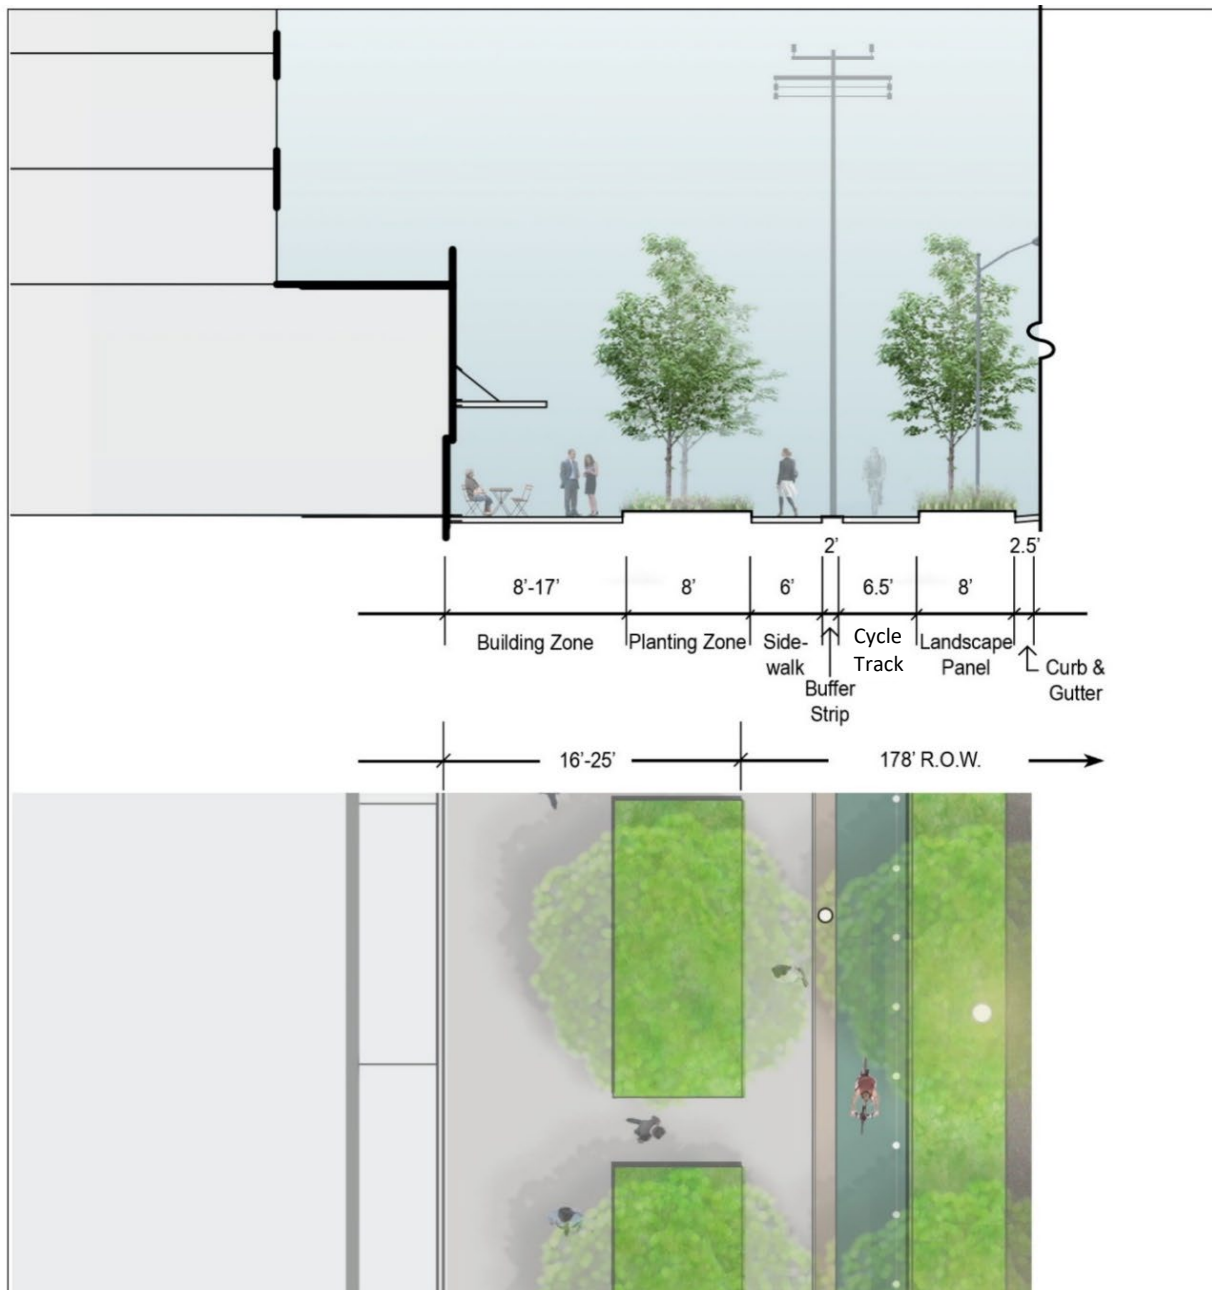 2’ 2.5’
8’-17’ 8’ 6’ 6.5’ 8’
Building Zone
Planting Zone
Side-
walk
Buffer
Strip
Cycle
Track
Landscape
Panel
Curb &
Gutter
16’-25’ 178’ R.O.W.